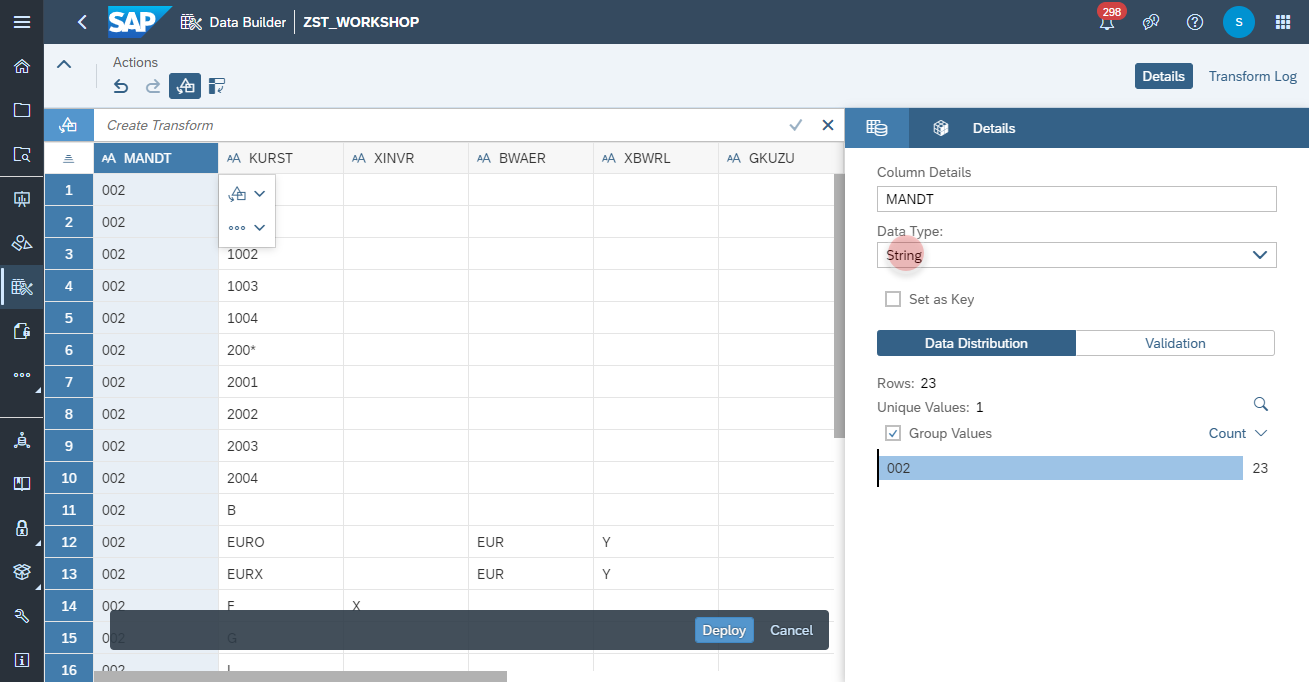 SAP Data Builder ZST_WORKSHOP 298 S
Actions
Details Transform Log
Create Transform
Details
MANDT KURST XINVR BWAER XBWRL GKUZU
1 002
2 002
3 002 1002
4 002 1003
5 002 1004
6 002 200*
7 002 2001
8 002 2002
9 002 2003
10 002 2004
11 002 B
12 002 EURO EUR Y
13 002 EURX EUR Y
14 002 F X
15 002 G
16 002 I
Deploy Cancel
Column Details
MANDT
Data Type:
String
Set as Key
Data Distribution Validation
Rows: 23
Unique Values: 1
Group Values Count
002 23